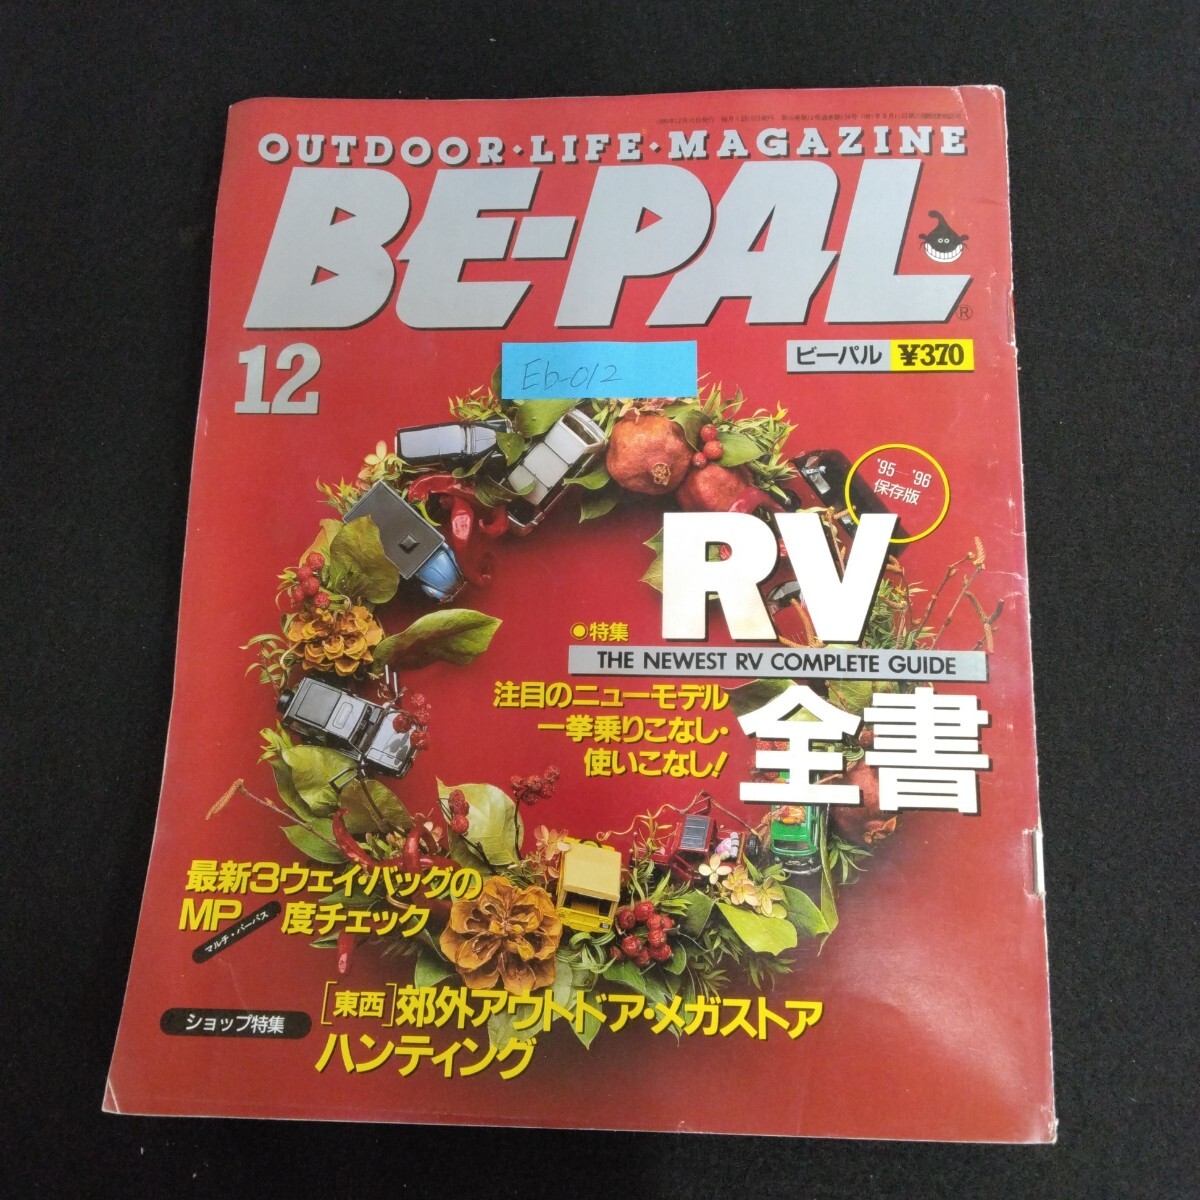 OUTDOOR・LIFE・MAGAZINE
BE-PAL
®
12
ビーパル ¥370
Eb-012
'95—'96
保存版
RV
●特集
THE NEWEST RV COMPLETE GUIDE
全書
注目のニューモデル
一挙乗りこなし・
使いこなし!
最新3ウェイ・バッグの
MP 度チェック
マルチ・パーパス
ショップ特集
[東西]郊外アウトドア・メガストア
ハンティング